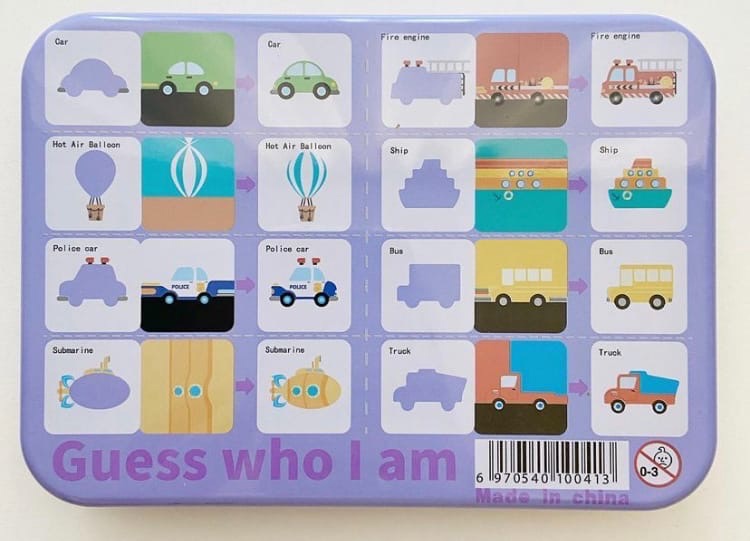 Car
Car
Fire engine
Fire engine
Hot Air Balloon
Hot Air Balloon
Ship
Ship
Police car
POLICE
Police car
POLICE
Bus
Bus
Submarine
Submarine
Truck
Truck
Guess who I am
6 970540 100413
0-3
Made in china